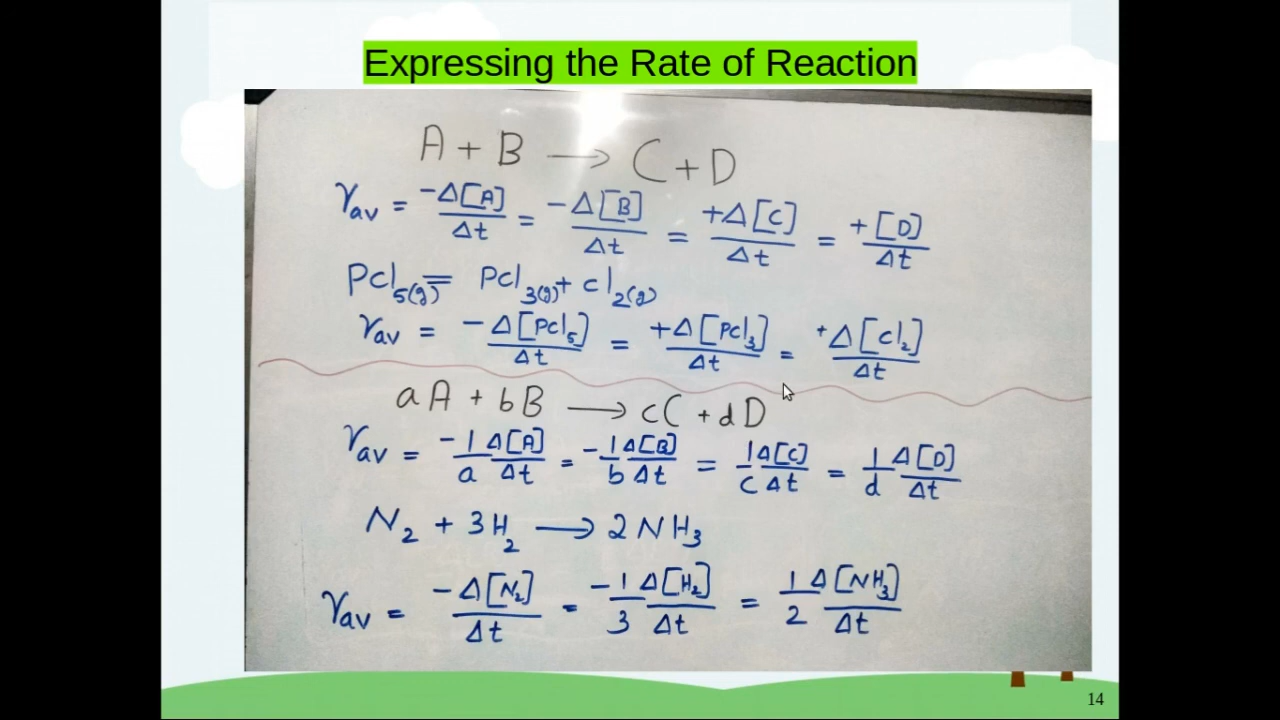 Expressing the Rate of Reaction
A + B → C + D
r_av = -Δ[A]/Δt = -Δ[B]/Δt = +Δ[C]/Δt = +[D]/Δt
Pcl₅(g) ⇌ Pcl₃(g) + cl₂(g)
r_av = -Δ[Pcl₅]/Δt = +Δ[Pcl₃]/Δt = +Δ[cl₂]/Δt
aA + bB → cC + dD
r_av = -1/a Δ[A]/Δt = -1/b Δ[B]/Δt = 1/c Δ[C]/Δt = 1/d Δ[D]/Δt
N₂ + 3H₂ → 2NH₃
r_av = -Δ[N₂]/Δt = -1/3 Δ[H₂]/Δt = 1/2 Δ[NH₃]/Δt
14